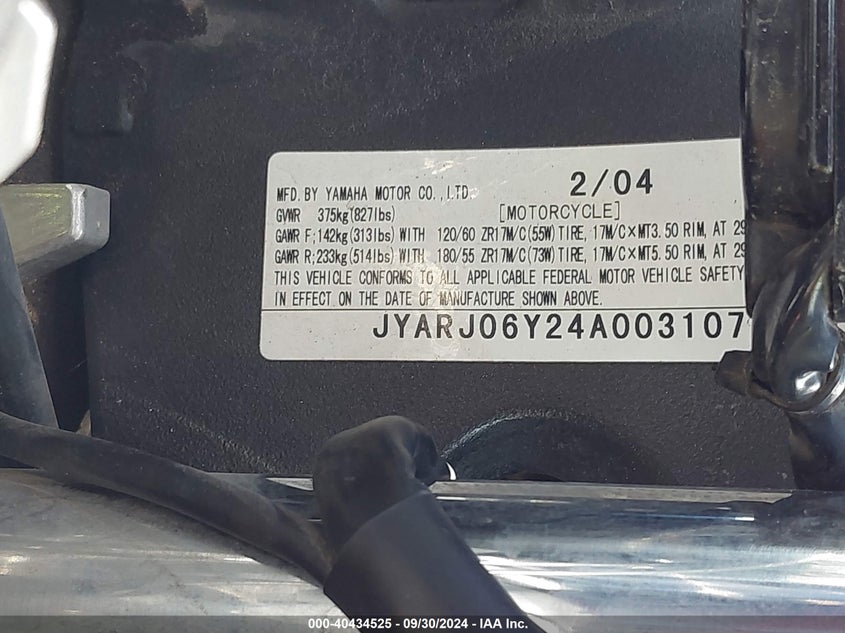 MFD. BY YAMAHA MOTOR CO., LTD. 2/04
GVWR 375kg(827lbs) [MOTORCYCLE]
GAWR F;142kg(313lbs) WITH 120/60 ZR17M/C(55W)TIRE, 17M/C×MT3.50 RIM, AT 29
GAWR R;233kg(514lbs) WITH 180/55 ZR17M/C(73W)TIRE, 17M/C×MT5.50 RIM, AT 29
THIS VEHICLE CONFORMS TO ALL APPLICABLE FEDERAL MOTOR VEHICLE SAFETY
IN EFFECT ON THE DATE OF MANUFACTURE SHOWN ABOVE.
JYARJ06Y24A003107
000-40434525 - 09/30/2024 - IAA Inc.